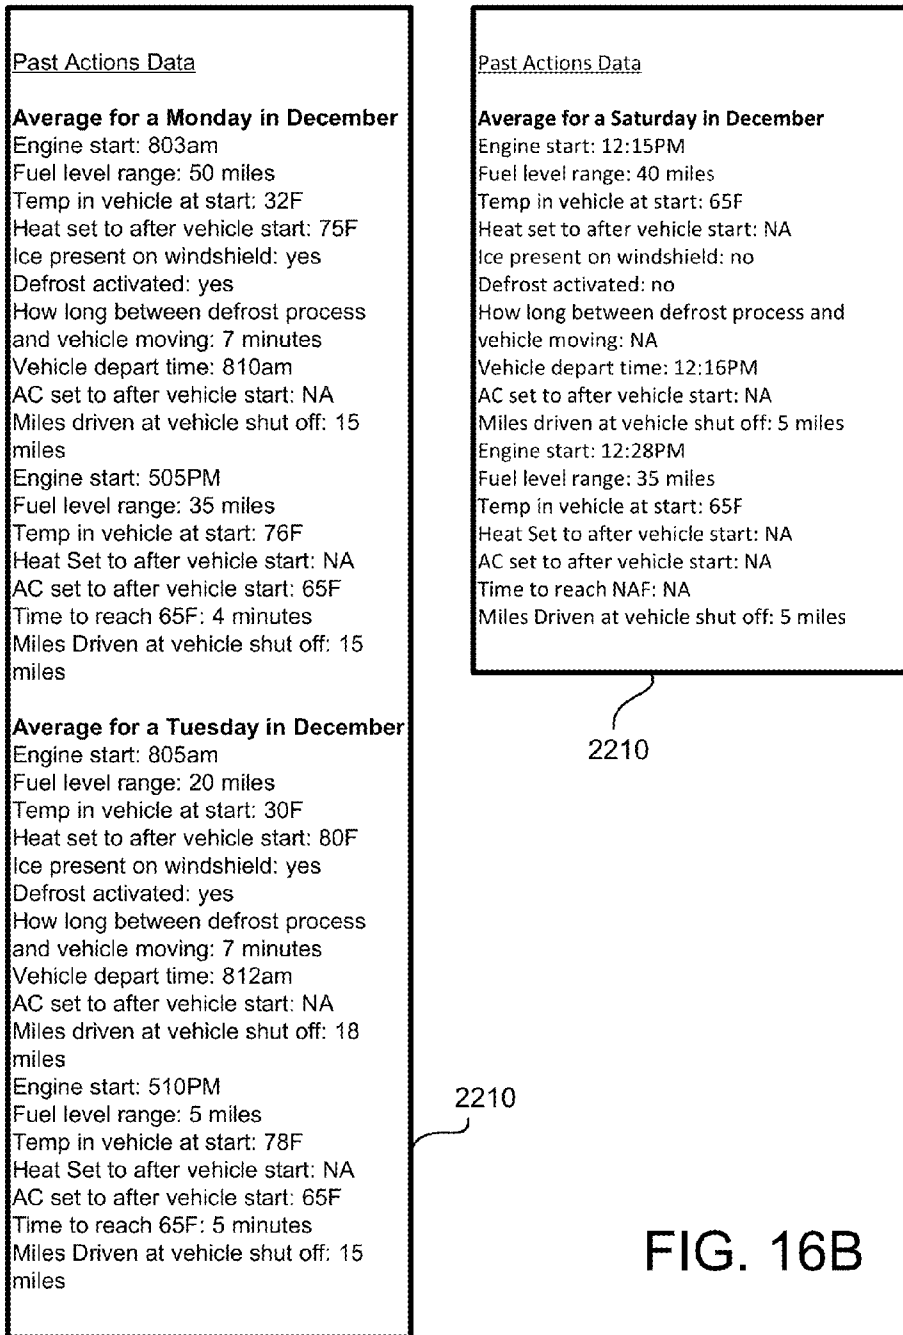 Past Actions Data
Average for a Monday in December
Engine start: 803am
Fuel level range: 50 miles
Temp in vehicle at start: 32F
Heat set to after vehicle start: 75F
Ice present on windshield: yes
Defrost activated: yes
How long between defrost process
and vehicle moving: 7 minutes
Vehicle depart time: 810am
AC set to after vehicle start: NA
Miles driven at vehicle shut off: 15
miles
Engine start: 505PM
Fuel level range: 35 miles
Temp in vehicle at start: 76F
Heat Set to after vehicle start: NA
AC set to after vehicle start: 65F
Time to reach 65F: 4 minutes
Miles Driven at vehicle shut off: 15
miles
Average for a Tuesday in December
Engine start: 805am
Fuel level range: 20 miles
Temp in vehicle at start: 30F
Heat set to after vehicle start: 80F
Ice present on windshield: yes
Defrost activated: yes
How long between defrost process
and vehicle moving: 7 minutes
Vehicle depart time: 812am
AC set to after vehicle start: NA
Miles driven at vehicle shut off: 18
miles
Engine start: 510PM
Fuel level range: 5 miles
Temp in vehicle at start: 78F
Heat Set to after vehicle start: NA
AC set to after vehicle start: 65F
Time to reach 65F: 5 minutes
Miles Driven at vehicle shut off: 15
miles
2210
Past Actions Data
Average for a Saturday in December
Engine start: 12:15PM
Fuel level range: 40 miles
Temp in vehicle at start: 65F
Heat set to after vehicle start: NA
Ice present on windshield: no
Defrost activated: no
How long between defrost process and
vehicle moving: NA
Vehicle depart time: 12:16PM
AC set to after vehicle start: NA
Miles driven at vehicle shut off: 5 miles
Engine start: 12:28PM
Fuel level range: 35 miles
Temp in vehicle at start: 65F
Heat Set to after vehicle start: NA
AC set to after vehicle start: NA
Time to reach NAF: NA
Miles Driven at vehicle shut off: 5 miles
2210
FIG. 16B